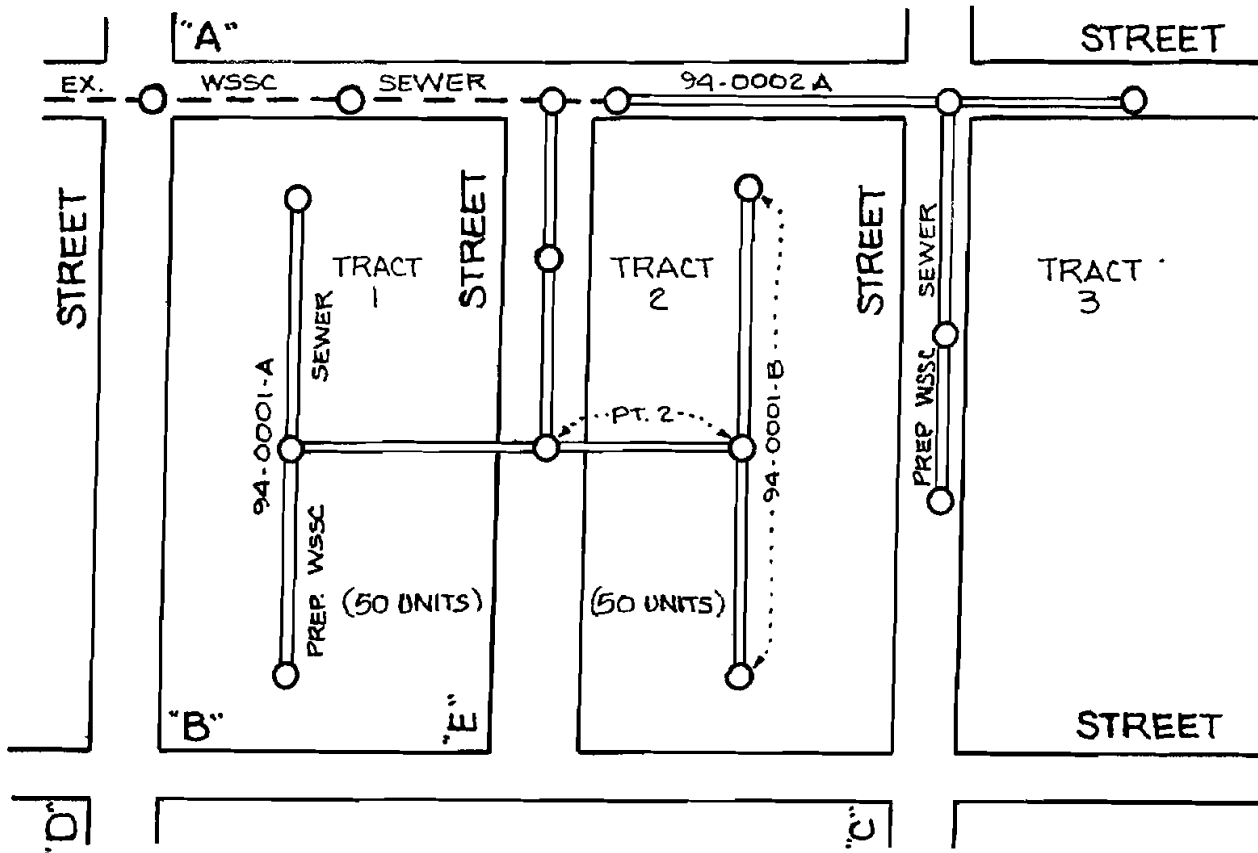 "A"
STREET
EX.
WSSC
SEWER
94-0002A
STREET
STREET
STREET
TRACT
1
TRACT
2
TRACT
3
SEWER
SEWER
94-0001-A
PREP. WSSC
PT. 2
94-0001-B
PREP WSSC
(50 UNITS)
(50 UNITS)
"B"
"E"
STREET
"D"
"C"